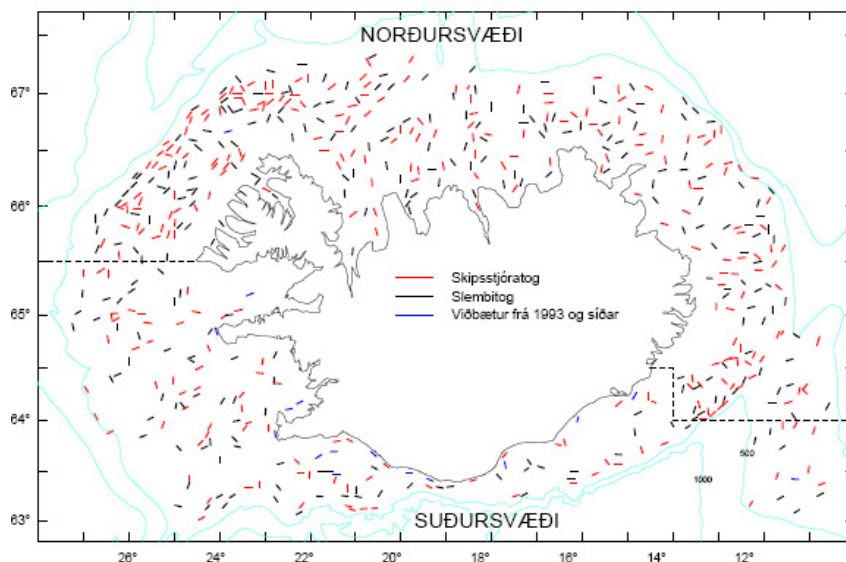 NORÐURSVÆÐI
67°
66°
65°
64°
63°
Skipsstjóratog
Slembitog
Viðbætur frá 1993 og síðar
500
1000
SUÐURSVÆÐI
26° 24° 22° 20° 18° 16° 14° 12°